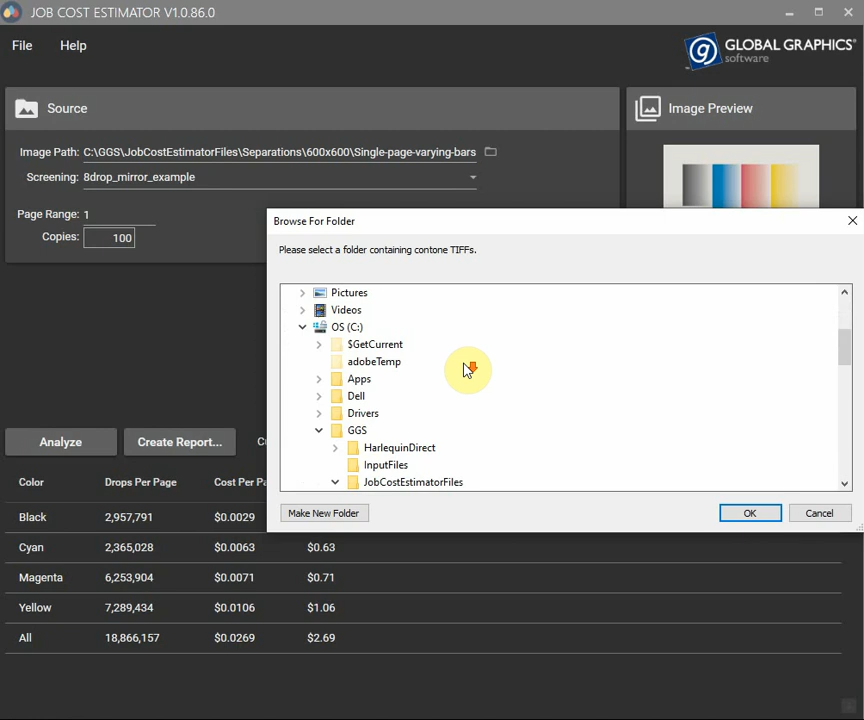 JOB COST ESTIMATOR V1.0.86.0
File Help
GLOBAL GRAPHICS®
software
Source
Image Preview
Image Path: C:\GGS\JobCostEstimatorFiles\Separations\600x600\Single-page-varying-bars
Screening: 8drop_mirror_example
Page Range: 1
Copies: 100
Browse For Folder
Please select a folder containing contone TIFFs.
Pictures
Videos
OS (C:)
$GetCurrent
adobeTemp
Apps
Dell
Drivers
GGS
HarlequinDirect
InputFiles
JobCostEstimatorFiles
Make New Folder OK Cancel
Analyze Create Report...
Color Drops Per Page Cost Per Pa
Black 2,957,791 $0.0029
Cyan 2,365,028 $0.0063 $0.63
Magenta 6,253,904 $0.0071 $0.71
Yellow 7,289,434 $0.0106 $1.06
All 18,866,157 $0.0269 $2.69